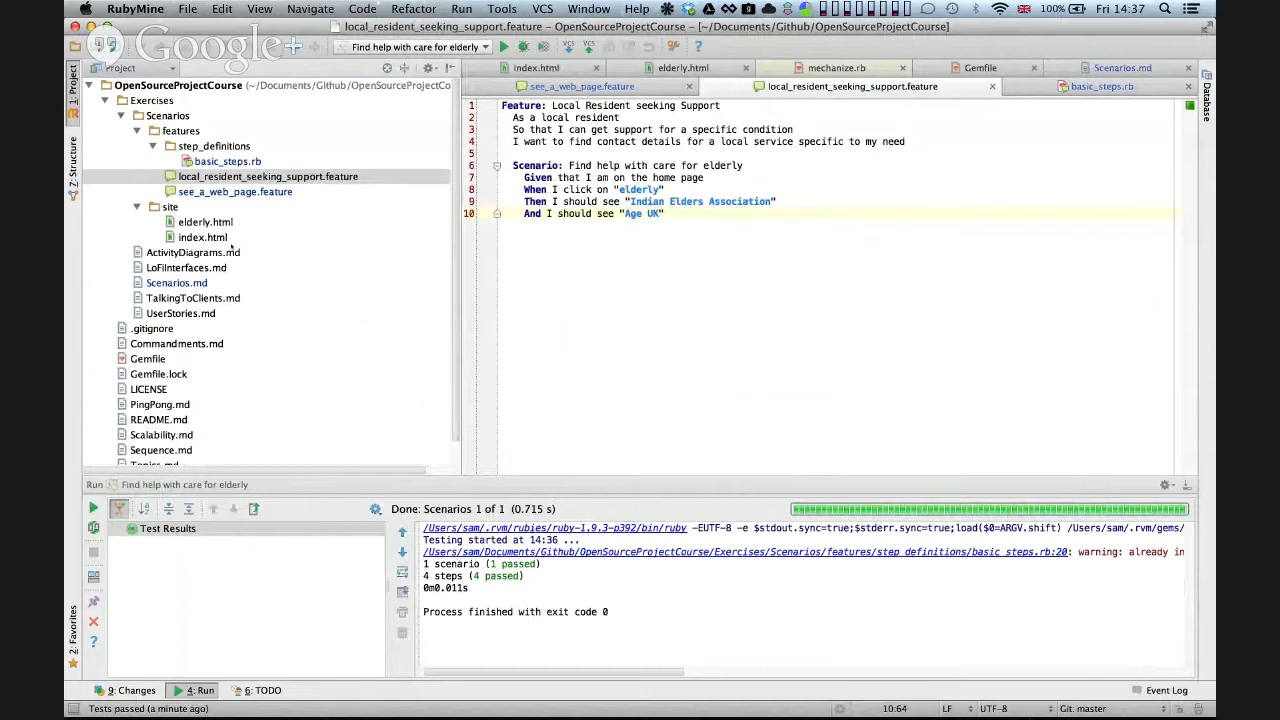 RubyMine File Edit View Navigate Code Refactor Run Tools VCS Window Help 100% Fri 14:37
local_resident_seeking_support.feature - OpenSourceProjectCourse - [~/Documents/Github/OpenSourceProjectCourse]
Google+
Find help with care for elderly
Project
index.html
elderly.html
mechanize.rb
Gemfile
Scenarios.md
see_a_web_page.feature
local_resident_seeking_support.feature
basic_steps.rb
1: Project
7: Structure
2: Favorites
Database
OpenSourceProjectCourse (~/Documents/Github/OpenSourceProjectCo
Exercises
Scenarios
features
step_definitions
basic_steps.rb
local_resident_seeking_support.feature
see_a_web_page.feature
site
elderly.html
index.html
ActivityDiagrams.md
LoFiInterfaces.md
Scenarios.md
TalkingToClients.md
UserStories.md
.gitignore
Commandments.md
Gemfile
Gemfile.lock
LICENSE
PingPong.md
README.md
Scalability.md
Sequence.md
Topics.md
1 Feature: Local Resident seeking Support
2 As a local resident
3 So that I can get support for a specific condition
4 I want to find contact details for a local service specific to my need
5
6 Scenario: Find help with care for elderly
7 Given that I am on the home page
8 When I click on "elderly"
9 Then I should see "Indian Elders Association"
10 And I should see "Age UK"
Run Find help with care for elderly
Done: Scenarios 1 of 1 (0.715 s)
Test Results
/Users/sam/.rvm/rubies/ruby-1.9.3-p392/bin/ruby -EUTF-8 -e $stdout.sync=true;$stderr.sync=true;load($0=ARGV.shift) /Users/sam/.rvm/gems/
Testing started at 14:36 ...
/Users/sam/Documents/Github/OpenSourceProjectCourse/Exercises/Scenarios/features/step_definitions/basic_steps.rb:20: warning: already in
1 scenario (1 passed)
4 steps (4 passed)
0m0.011s
Process finished with exit code 0
9: Changes 4: Run 6: TODO Event Log
Tests passed (a minute ago) 10:64 LF UTF-8 Git: master